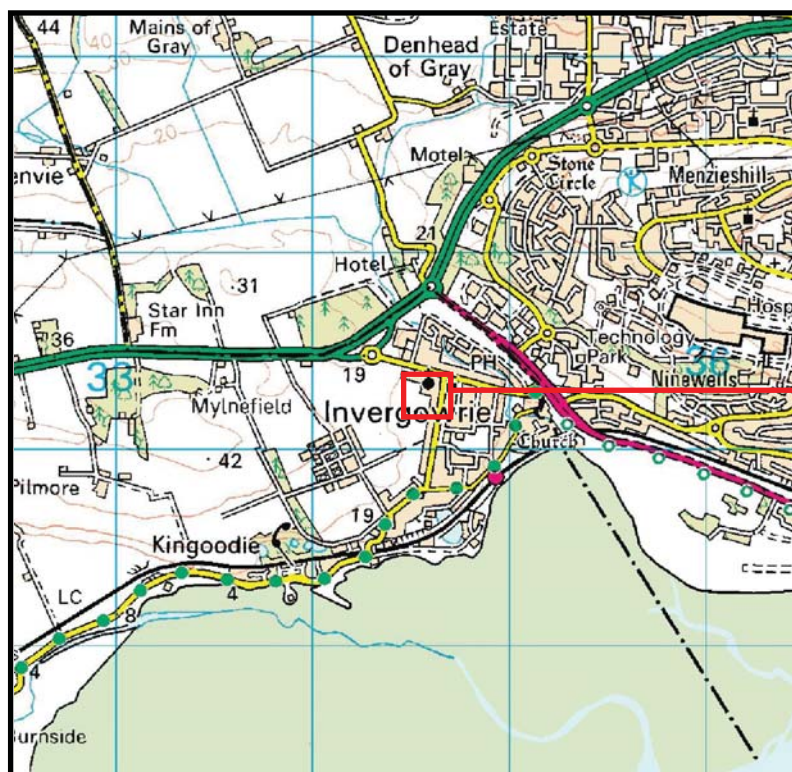 44
Mains of
Gray
40
30
Denhead
of Gray
Estate
20
Motel
Stone
Circle
Menzieshill
envie
21
Hotel
31
Star Inn
Fm
36
33
19
PH
Technology
Park
Hosp
36
Ninewells
Mylnefield
Invergowrie
Church
42
Pilmore
19
Kingoodie
LC
4
8
4
Burnside